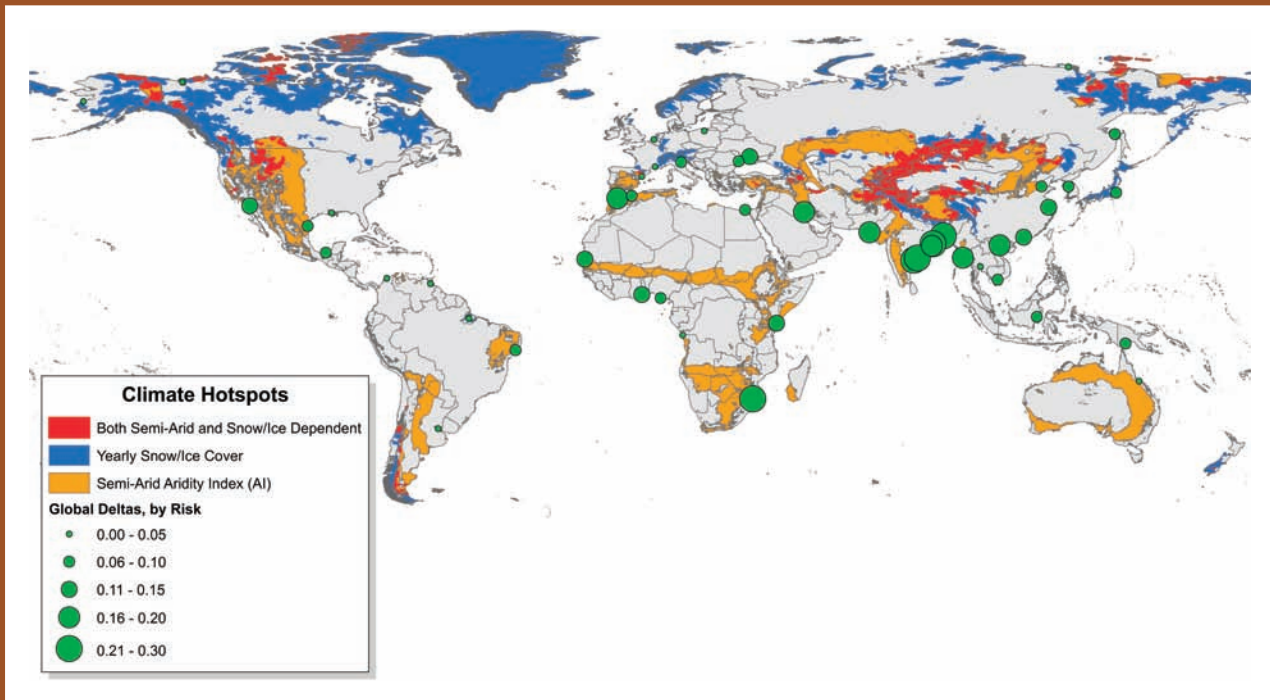 Climate Hotspots
Both Semi-Arid and Snow/Ice Dependent
Yearly Snow/Ice Cover
Semi-Arid Aridity Index (AI)
Global Deltas, by Risk
0.00 - 0.05
0.06 - 0.10
0.11 - 0.15
0.16 - 0.20
0.21 - 0.30